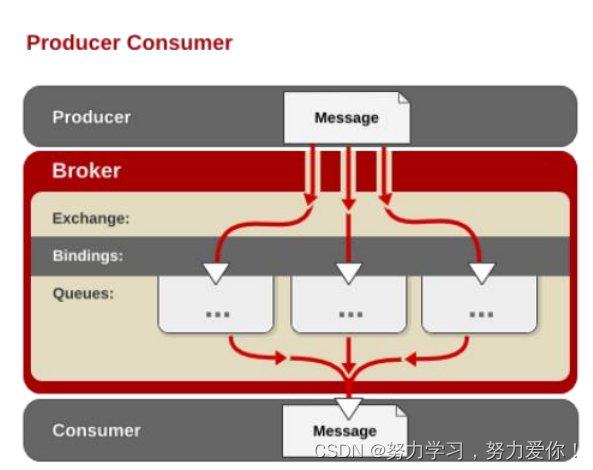 Producer Consumer
Producer
Message
Broker
Exchange:
Bindings:
Queues:
... ... ...
Consumer
Message
CSDN @努力学习，努力爱你！